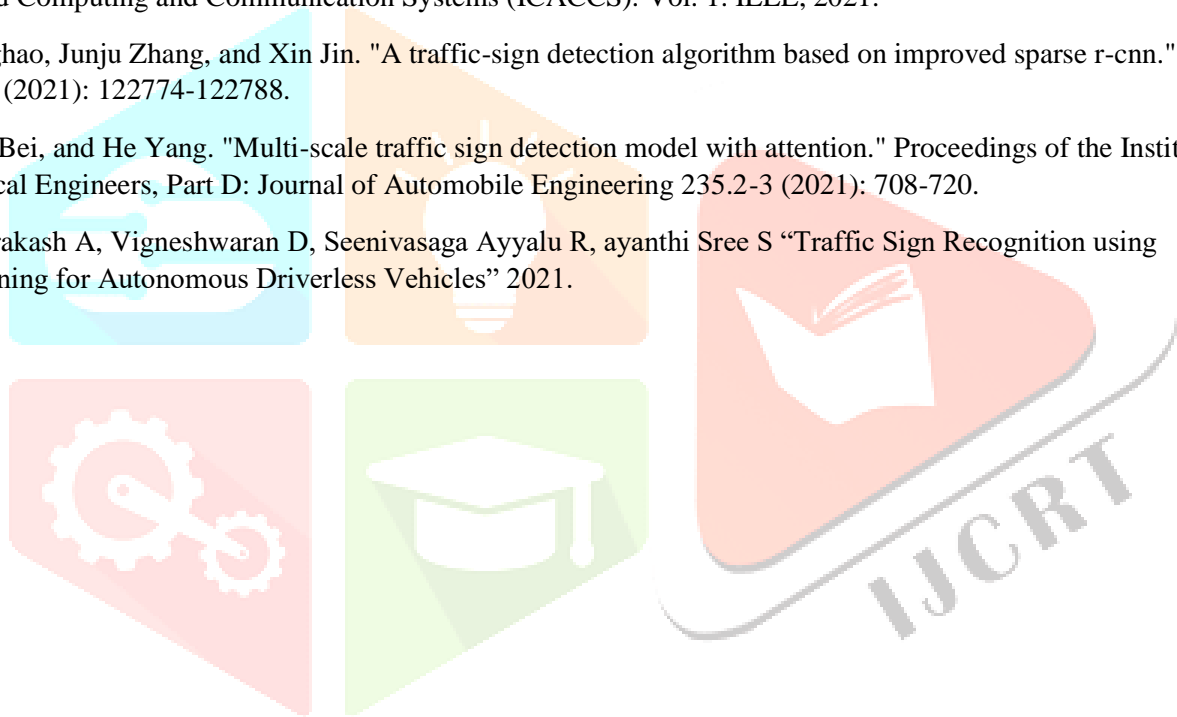 d Computing and Communication Systems (ICACCS). Vol. 1. IEEE, 2021.
ghao, Junju Zhang, and Xin Jin. "A traffic-sign detection algorithm based on improved sparse r-cnn."
(2021): 122774-122788.
Bei, and He Yang. "Multi-scale traffic sign detection model with attention." Proceedings of the Instit
cal Engineers, Part D: Journal of Automobile Engineering 235.2-3 (2021): 708-720.
rakash A, Vigneshwaran D, Seenivasaga Ayyalu R, ayanthi Sree S “Traffic Sign Recognition using
ning for Autonomous Driverless Vehicles” 2021.
IJCRT